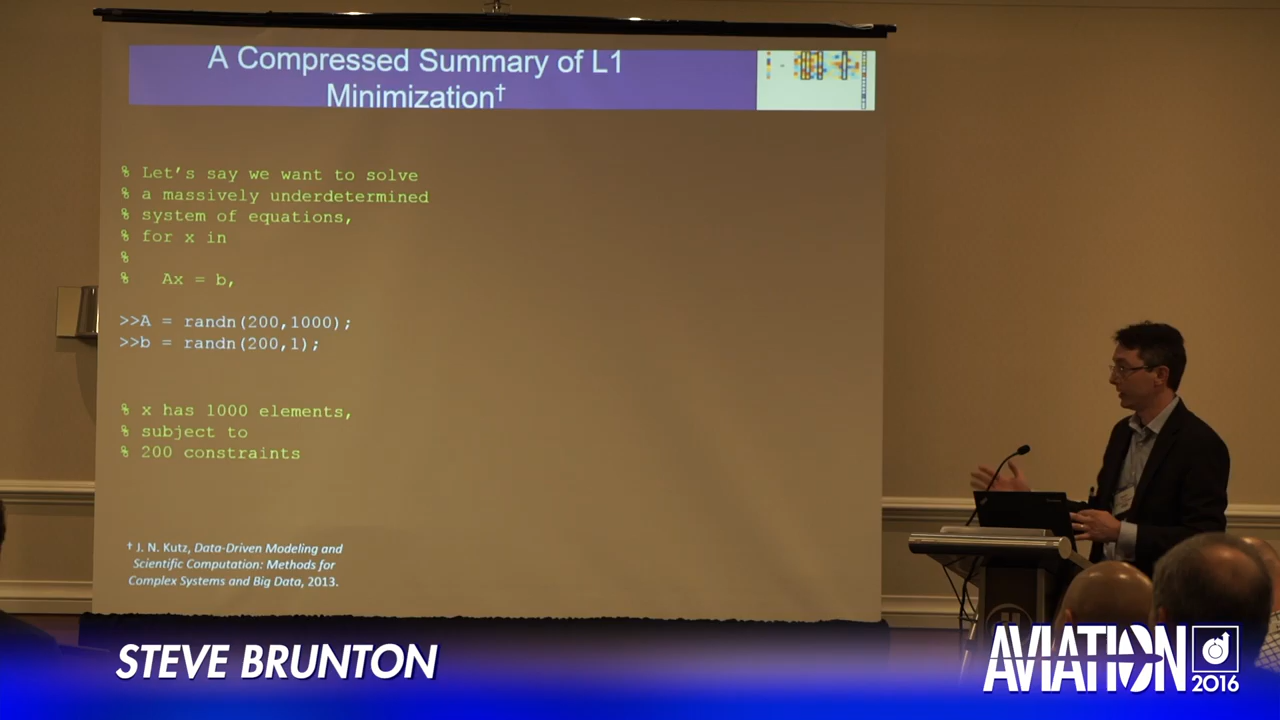 A Compressed Summary of L1
Minimization†
% Let's say we want to solve
% a massively underdetermined
% system of equations,
% for x in
%
% Ax = b,
>>A = randn(200,1000);
>>b = randn(200,1);
% x has 1000 elements,
% subject to
% 200 constraints
† J. N. Kutz, Data-Driven Modeling and
Scientific Computation: Methods for
Complex Systems and Big Data, 2013.
STEVE BRUNTON
AVIATION
2016